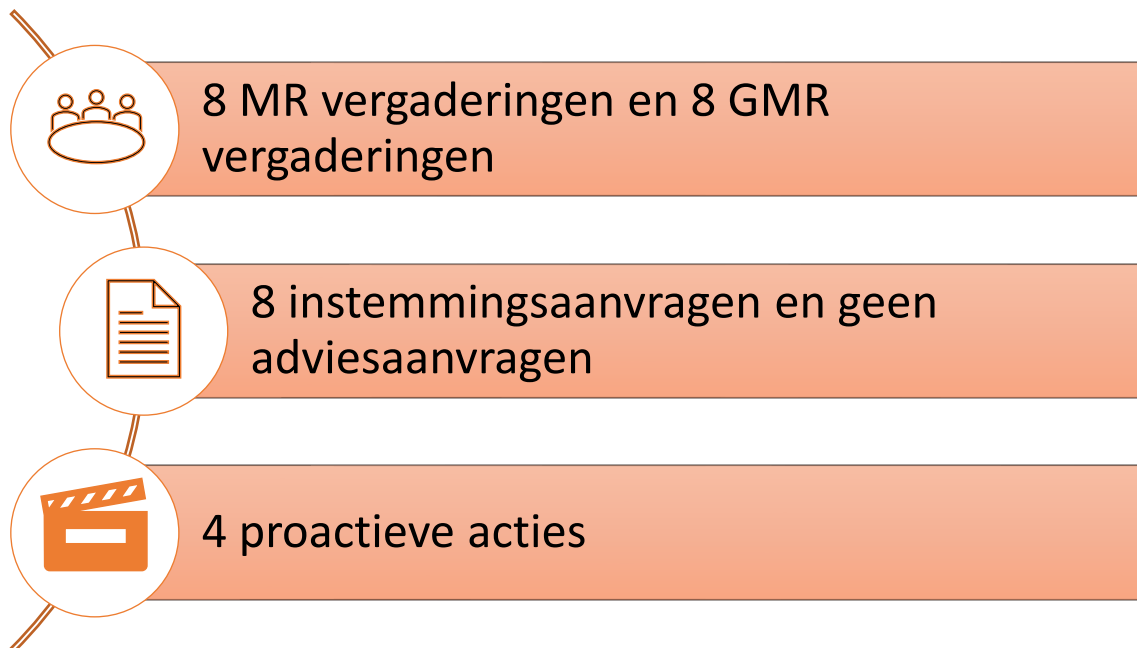 8 MR vergaderingen en 8 GMR
vergaderingen
8 instemmingsaanvragen en geen
adviesaanvragen
4 proactieve acties